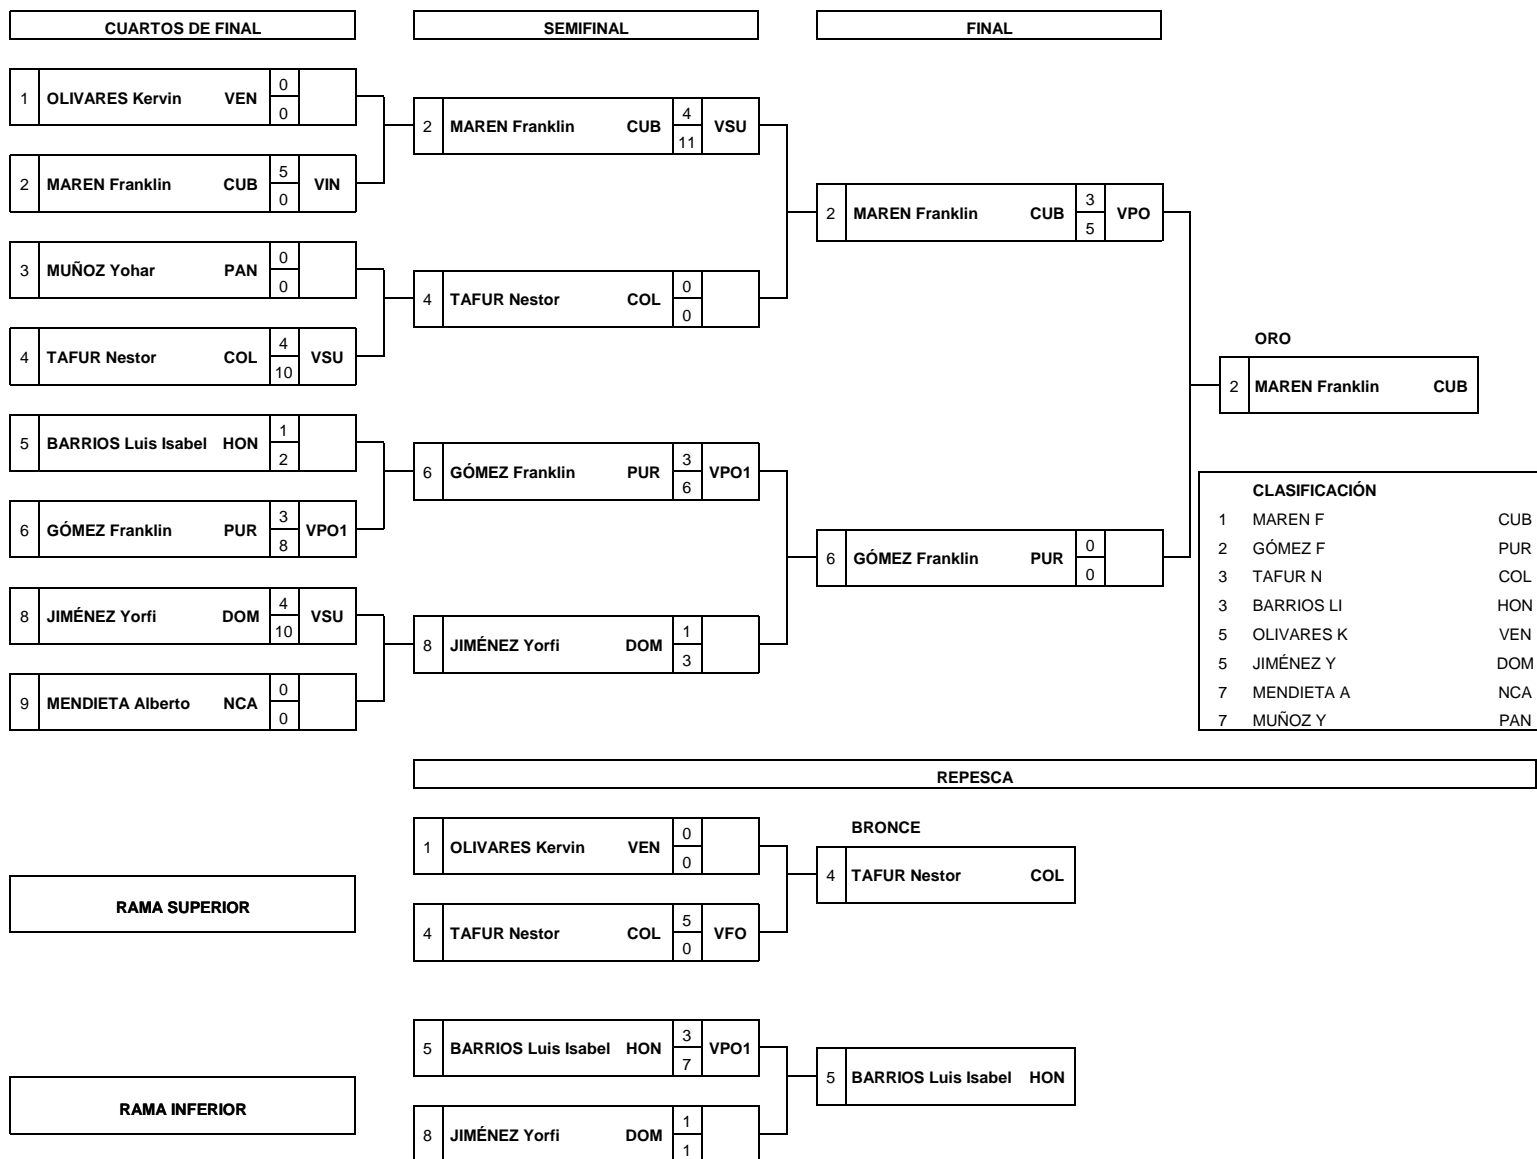 CUARTOS DE FINAL
SEMIFINAL
FINAL
1 OLIVARES Kervin VEN 0 0
2 MAREN Franklin CUB 5 0 VIN
3 MUÑOZ Yohar PAN 0 0
4 TAFUR Nestor COL 4 10 VSU
5 BARRIOS Luis Isabel HON 1 2
6 GÓMEZ Franklin PUR 3 8 VPO1
8 JIMÉNEZ Yorfi DOM 4 10 VSU
9 MENDIETA Alberto NCA 0 0
2 MAREN Franklin CUB 4 11 VSU
4 TAFUR Nestor COL 0 0
6 GÓMEZ Franklin PUR 3 6 VPO1
8 JIMÉNEZ Yorfi DOM 1 3
2 MAREN Franklin CUB 3 5 VPO
6 GÓMEZ Franklin PUR 0 0
ORO
2 MAREN Franklin CUB
CLASIFICACIÓN
1 MAREN F CUB
2 GÓMEZ F PUR
3 TAFUR N COL
3 BARRIOS LI HON
5 OLIVARES K VEN
5 JIMÉNEZ Y DOM
7 MENDIETA A NCA
7 MUÑOZ Y PAN
REPESCA
RAMA SUPERIOR
1 OLIVARES Kervin VEN 0 0
4 TAFUR Nestor COL 5 0 VFO
BRONCE
4 TAFUR Nestor COL
RAMA INFERIOR
5 BARRIOS Luis Isabel HON 3 7 VPO1
8 JIMÉNEZ Yorfi DOM 1 1
5 BARRIOS Luis Isabel HON